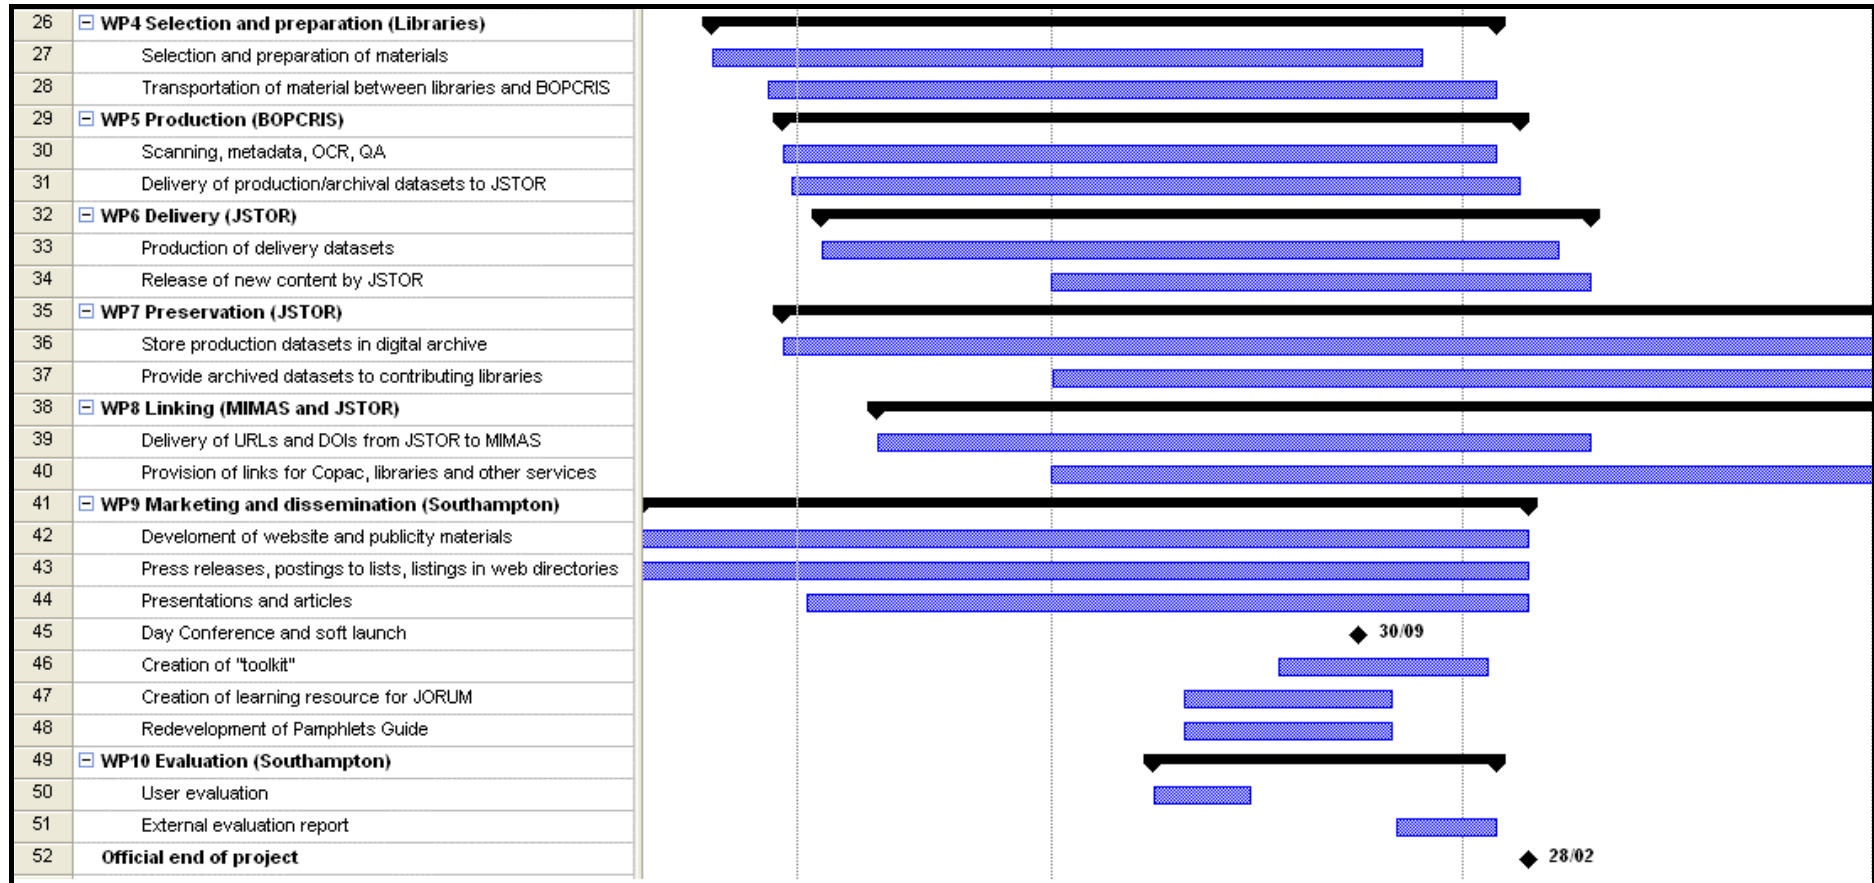 26 WP4 Selection and preparation (Libraries)
27 Selection and preparation of materials
28 Transportation of material between libraries and BOPCRIS
29 WP5 Production (BOPCRIS)
30 Scanning, metadata, OCR, QA
31 Delivery of production/archival datasets to JSTOR
32 WP6 Delivery (JSTOR)
33 Production of delivery datasets
34 Release of new content by JSTOR
35 WP7 Preservation (JSTOR)
36 Store production datasets in digital archive
37 Provide archived datasets to contributing libraries
38 WP8 Linking (MIMAS and JSTOR)
39 Delivery of URLs and DOIs from JSTOR to MIMAS
40 Provision of links for Copac, libraries and other services
41 WP9 Marketing and dissemination (Southampton)
42 Develoment of website and publicity materials
43 Press releases, postings to lists, listings in web directories
44 Presentations and articles
45 Day Conference and soft launch 30/09
46 Creation of "toolkit"
47 Creation of learning resource for JORUM
48 Redevelopment of Pamphlets Guide
49 WP10 Evaluation (Southampton)
50 User evaluation
51 External evaluation report
52 Official end of project 28/02